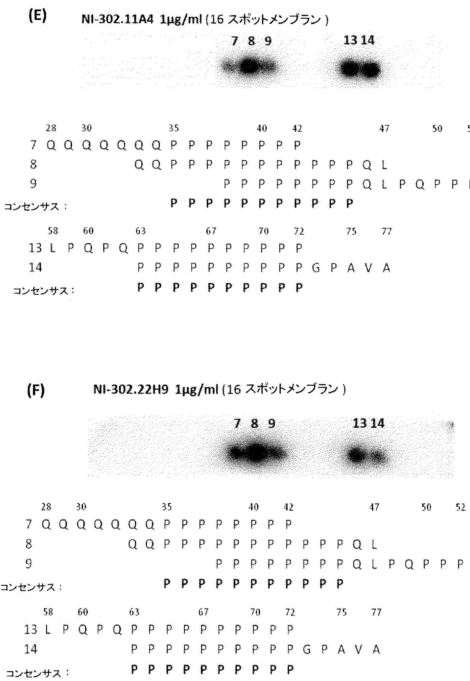 (E) NI-302.11A4 1μg/ml (16 スポットメンブラン )
7 8 9 13 14
28 30 35 40 42 47 50
7 Q Q Q Q Q Q Q P P P P P P P P
8 Q Q P P P P P P P P P P P Q L
9 P P P P P P P P Q L P Q P P
コンセンサス : P P P P P P P P P P P
58 60 63 67 70 72 75 77
13 L P Q P Q P P P P P P P P P P
14 P P P P P P P P P P G P A V A
コンセンサス : P P P P P P P P P P
(F) NI-302.22H9 1μg/ml (16 スポットメンブラン )
7 8 9 13 14
28 30 35 40 42 47 50 52
7 Q Q Q Q Q Q Q P P P P P P P P
8 Q Q P P P P P P P P P P P Q L
9 P P P P P P P P Q L P Q P P P
コンセンサス : P P P P P P P P P P P
58 60 63 67 70 72 75 77
13 L P Q P Q P P P P P P P P P P
14 P P P P P P P P P P G P A V A
コンセンサス : P P P P P P P P P P